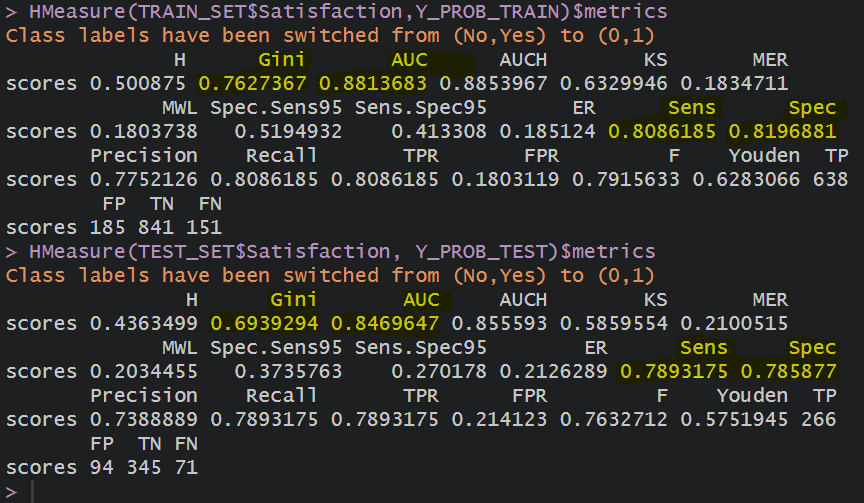 > HMeasure(TRAIN_SET$Satisfaction,Y_PROB_TRAIN)$metrics
Class labels have been switched from (No,Yes) to (0,1)
H Gini AUC AUCH KS MER
scores 0.500875 0.7627367 0.8813683 0.8853967 0.6329946 0.1834711
MWL Spec.Sens95 Sens.Spec95 ER Sens Spec
scores 0.1803738 0.5194932 0.413308 0.185124 0.8086185 0.8196881
Precision Recall TPR FPR F Youden TP
scores 0.7752126 0.8086185 0.8086185 0.1803119 0.7915633 0.6283066 638
FP TN FN
scores 185 841 151
> HMeasure(TEST_SET$Satisfaction, Y_PROB_TEST)$metrics
Class labels have been switched from (No,Yes) to (0,1)
H Gini AUC AUCH KS MER
scores 0.4363499 0.6939294 0.8469647 0.855593 0.5859554 0.2100515
MWL Spec.Sens95 Sens.Spec95 ER Sens Spec
scores 0.2034455 0.3735763 0.270178 0.2126289 0.7893175 0.785877
Precision Recall TPR FPR F Youden TP
scores 0.7388889 0.7893175 0.7893175 0.214123 0.7632712 0.5751945 266
FP TN FN
scores 94 345 71
>